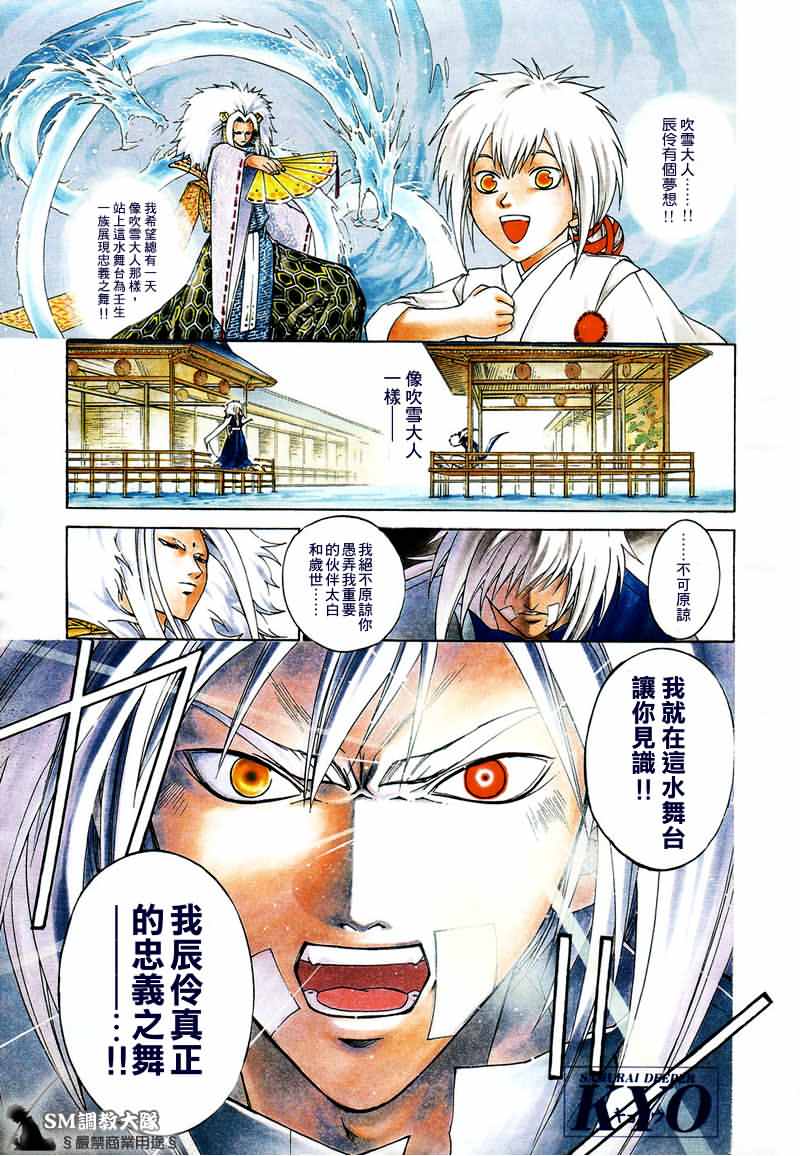 吹雪大人……!!
辰伶有個夢想!!
我希望總有一天
像吹雪大人那樣，
站上這水舞台為壬生
一族展現忠義之舞!!
像吹雪大人
一樣——
……不可原諒
我絕不原諒你
愚弄我重要
的伙伴太白
和歲世……
我就在這水舞台
讓你見識!!
我辰伶真正
的忠義之舞
——…!!
SAMURAI DEEPER
KYO
SM調教大隊
§嚴禁商業用途§